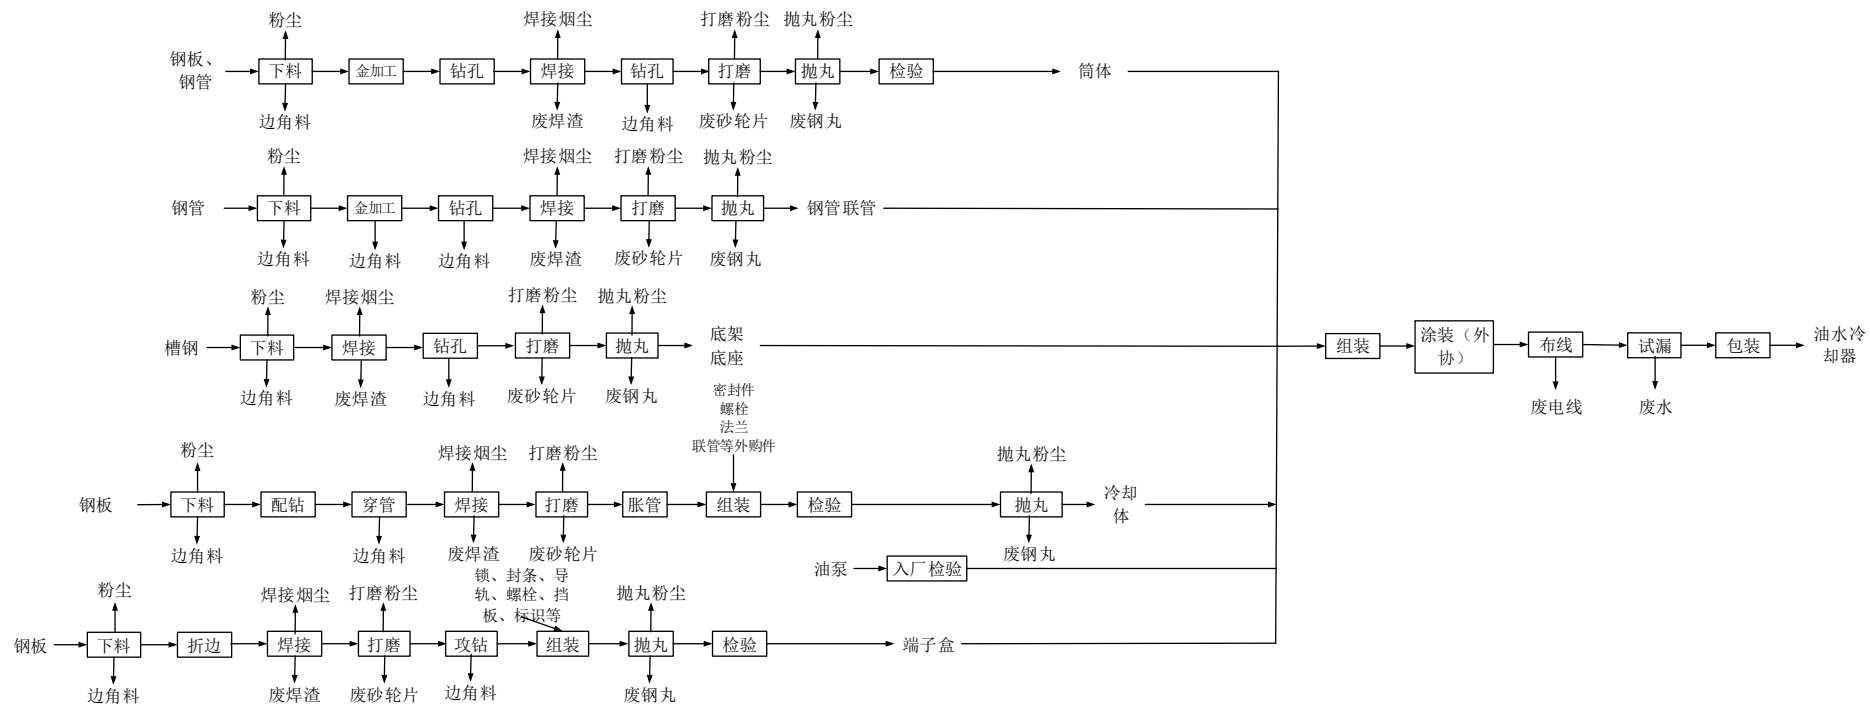 粉尘
焊接烟尘
打磨粉尘
抛丸粉尘
钢板、
钢管
下料
金加工
钻孔
焊接
钻孔
打磨
抛丸
检验
筒体
边角料
废焊渣
边角料
废砂轮片
废钢丸
粉尘
焊接烟尘
打磨粉尘
抛丸粉尘
钢管
下料
金加工
钻孔
焊接
打磨
抛丸
钢管联管
边角料
边角料
边角料
废焊渣
废砂轮片
废钢丸
粉尘
焊接烟尘
打磨粉尘
抛丸粉尘
槽钢
下料
焊接
钻孔
打磨
抛丸
底架
底座
边角料
废焊渣
边角料
废砂轮片
废钢丸
组装
涂装（外
协）
布线
试漏
包装
油水冷
却器
废电线
废水
密封件
螺栓
法兰
联管等外购件
粉尘
焊接烟尘
打磨粉尘
抛丸粉尘
钢板
下料
配钻
穿管
焊接
打磨
胀管
组装
检验
抛丸
冷却
体
边角料
边角料
废焊渣
废砂轮片
废钢丸
油泵
入厂检验
锁、封条、导
轨、螺栓、挡
板、标识等
粉尘
焊接烟尘
打磨粉尘
抛丸粉尘
钢板
下料
折边
焊接
打磨
攻钻
组装
抛丸
检验
端子盒
边角料
废焊渣
废砂轮片
边角料
废钢丸